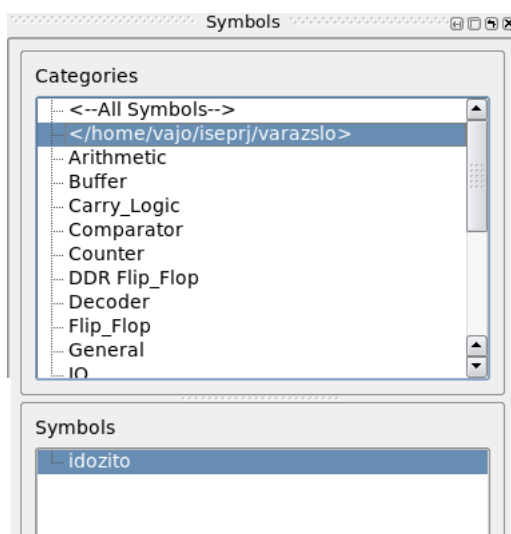 Symbols
Categories
<--All Symbols-->
</home/vajo/iseprj/varazslo>
Arithmetic
Buffer
Carry_Logic
Comparator
Counter
DDR Flip_Flop
Decoder
Flip_Flop
General
IO
Symbols
idozito